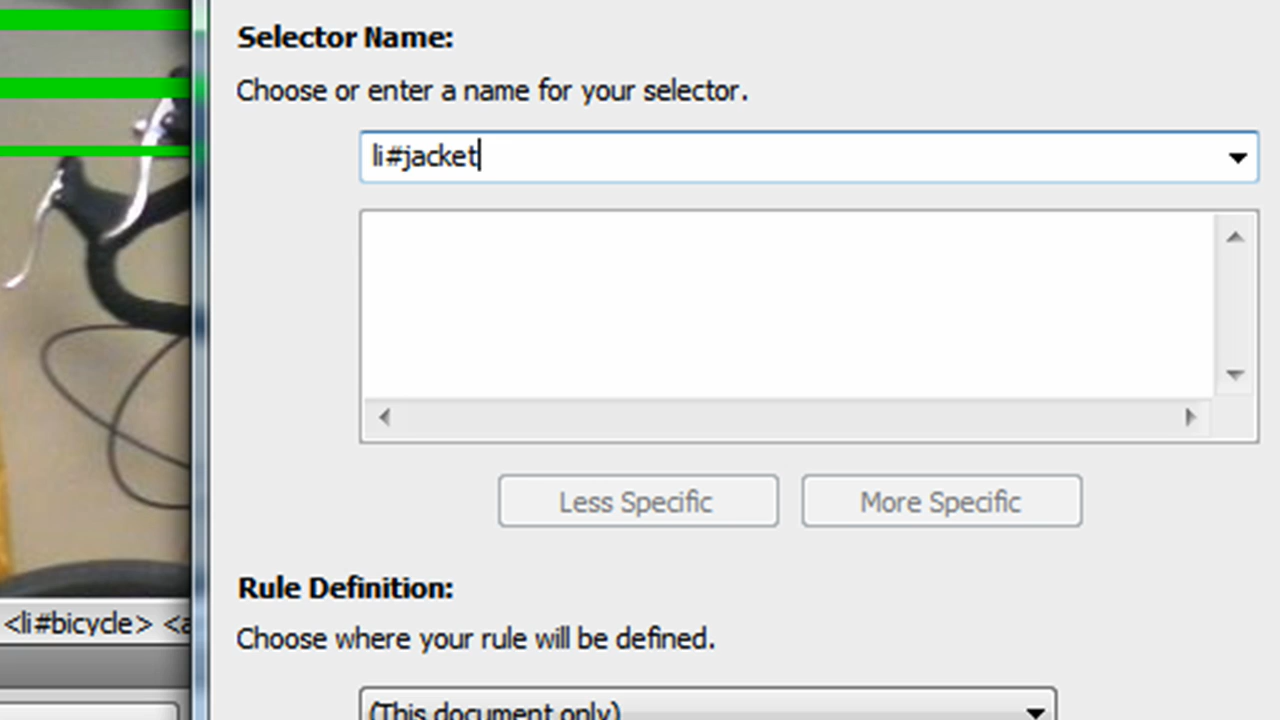 Selector Name:
Choose or enter a name for your selector.
li#jacket
Less Specific
More Specific
Rule Definition:
<li#bicycle> <a
Choose where your rule will be defined.
(This document only)